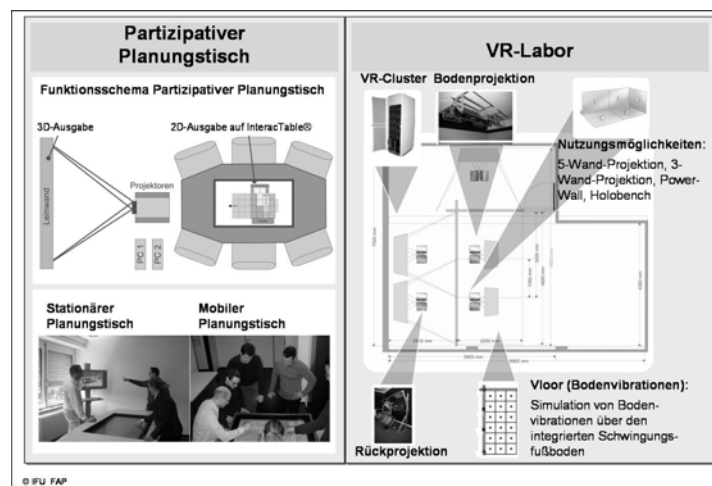 Partizipativer
Planungstisch
Funktionsschema Partizipativer Planungstisch
3D-Ausgabe
2D-Ausgabe auf InteracTable®
Leinwand
Projektoren
PC 1
PC 2
Stationärer
Planungstisch
Mobiler
Planungstisch
VR-Labor
VR-Cluster
Bodenprojektion
Nutzungsmöglichkeiten:
5-Wand-Projektion, 3-
Wand-Projektion, Power-
Wall, Holobench
Vloor (Bodenvibrationen):
Simulation von Boden-
vibrationen über den
integrierten Schwingungs-
fußboden
Rückprojektion
© IFU FAP